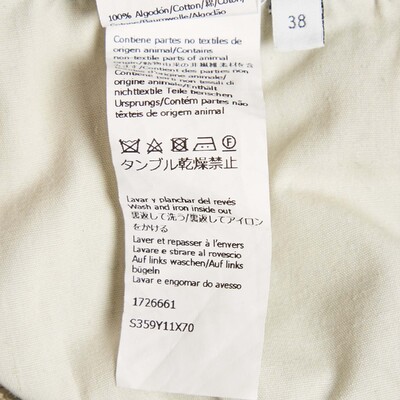 100% Algodón/Cotton/綿/Coton/
38
Contiene partes no textiles de
origen animal/Contains
non-textile parts of animal
origine animale/Enthält
nichttextile Teile tierischen
Ursprungs/Contém partes não
têxteis de origem animal
タンブル乾燥禁止
Lavar y planchar del revés
Wash and iron inside out
裏返して洗う/裏返してアイロン
をかける
Laver et repasser à l'envers
Lavare e stirare al rovescio
Auf links waschen/Auf links
bügeln
Lavar e engomar do avesso
1726661
S359Y11X70